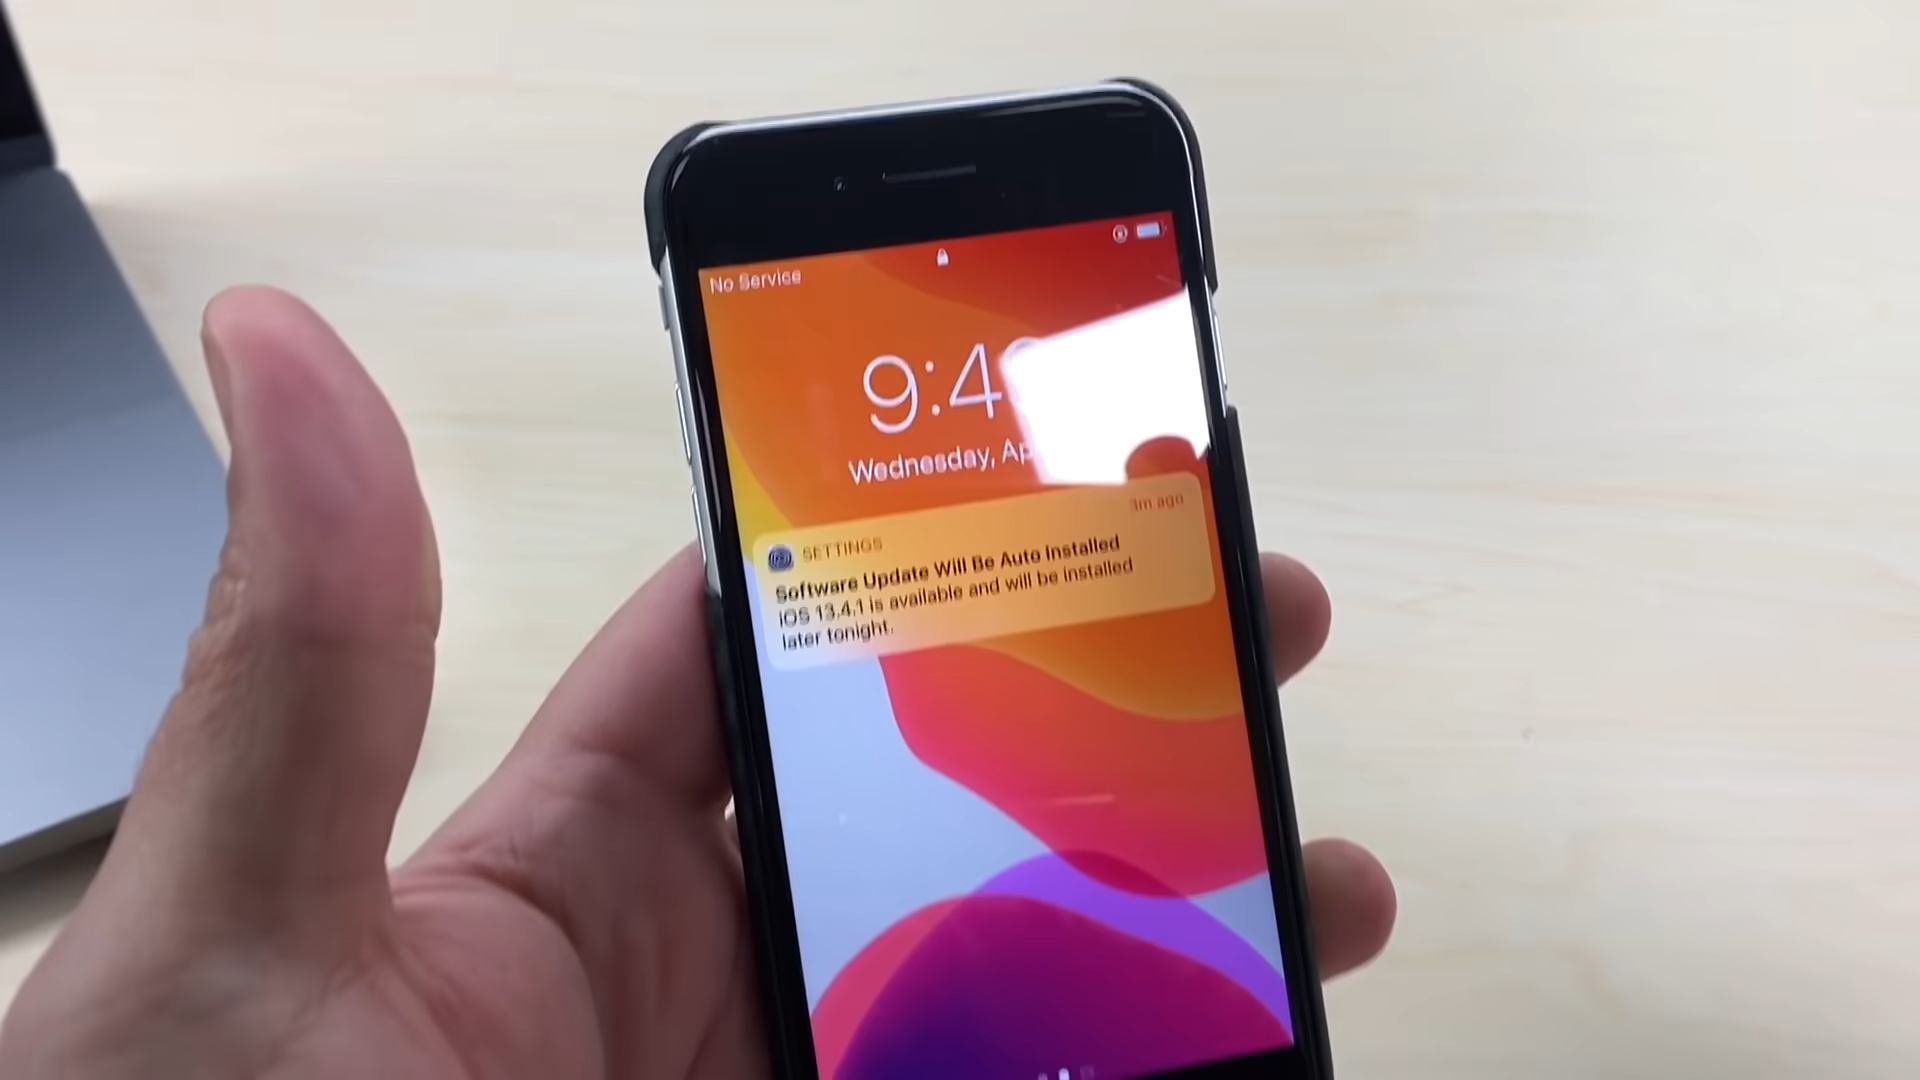 No Service
9:4
Wednesday,
3m ago
SETTINGS
Software Update Will Be Auto Installed
iOS 13.4.1 is available and will be installed
later tonight.